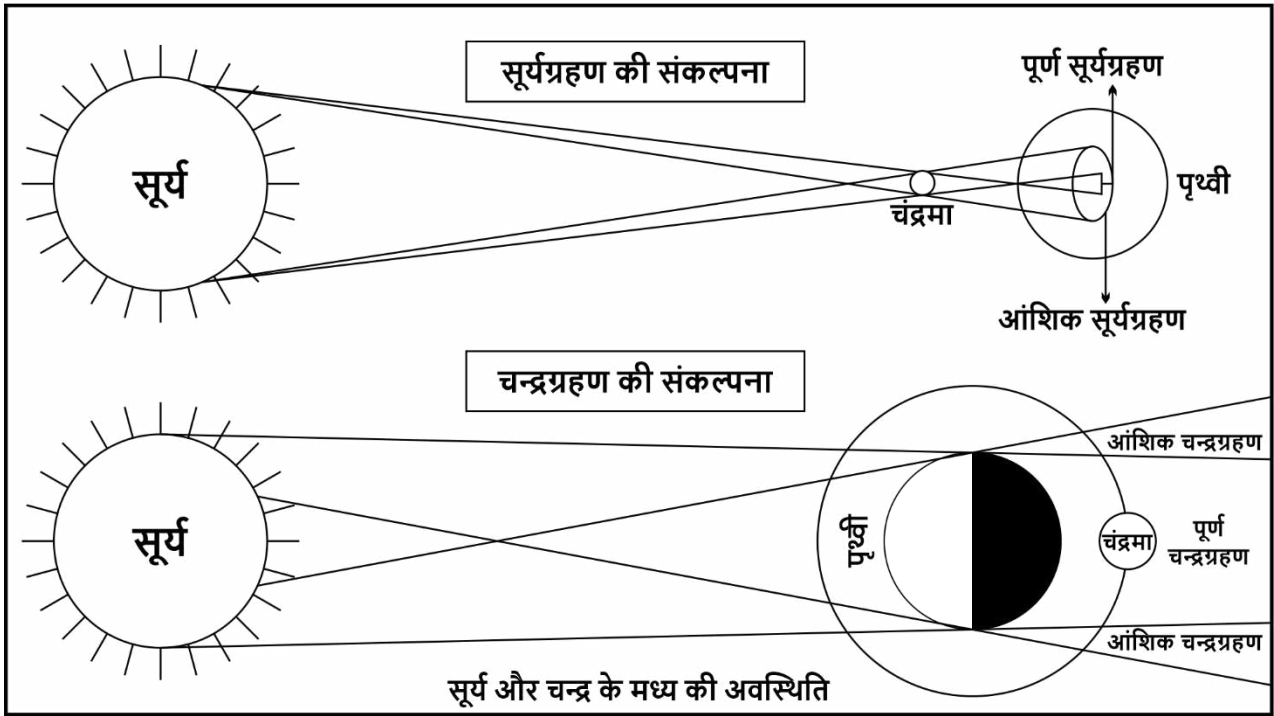 सूर्यग्रहण की संकल्पना
पूर्ण सूर्यग्रहण
सूर्य
पृथ्वी
चंद्रमा
आंशिक सूर्यग्रहण
चन्द्रग्रहण की संकल्पना
आंशिक चन्द्रग्रहण
सूर्य
पृथ्वी
चंद्रमा
पूर्ण
चन्द्रग्रहण
आंशिक चन्द्रग्रहण
सूर्य और चन्द्र के मध्य की अवस्थिति